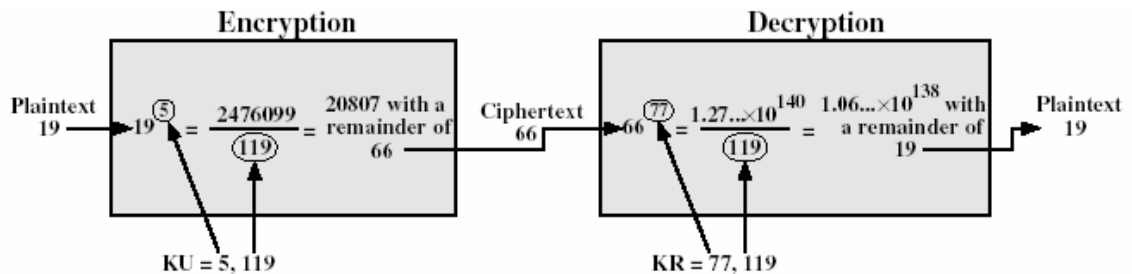 Encryption
Plaintext
19
19^5 = 2476099 / 119 = 20807 with a
remainder of
66
KU = 5, 119
Ciphertext
66
Decryption
66^77 = 1.27...×10^140 / 119 = 1.06...×10^138 with
a remainder of
19
KR = 77, 119
Plaintext
19